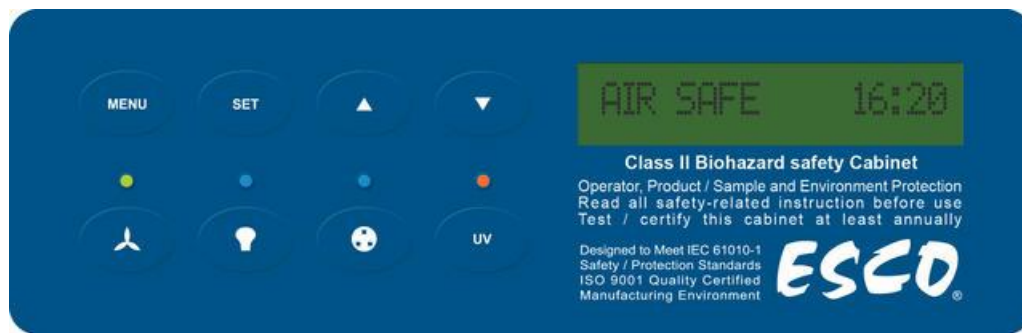 MENU SET ▲ ▼
AIR SAFE 16:20
UV
Class II Biohazard safety Cabinet
Operator, Product / Sample and Environment Protection
Read all safety-related instruction before use
Test / certify this cabinet at least annually
Designed to Meet IEC 61010-1
Safety / Protection Standards
ISO 9001 Quality Certified
Manufacturing Environment
ESCO®